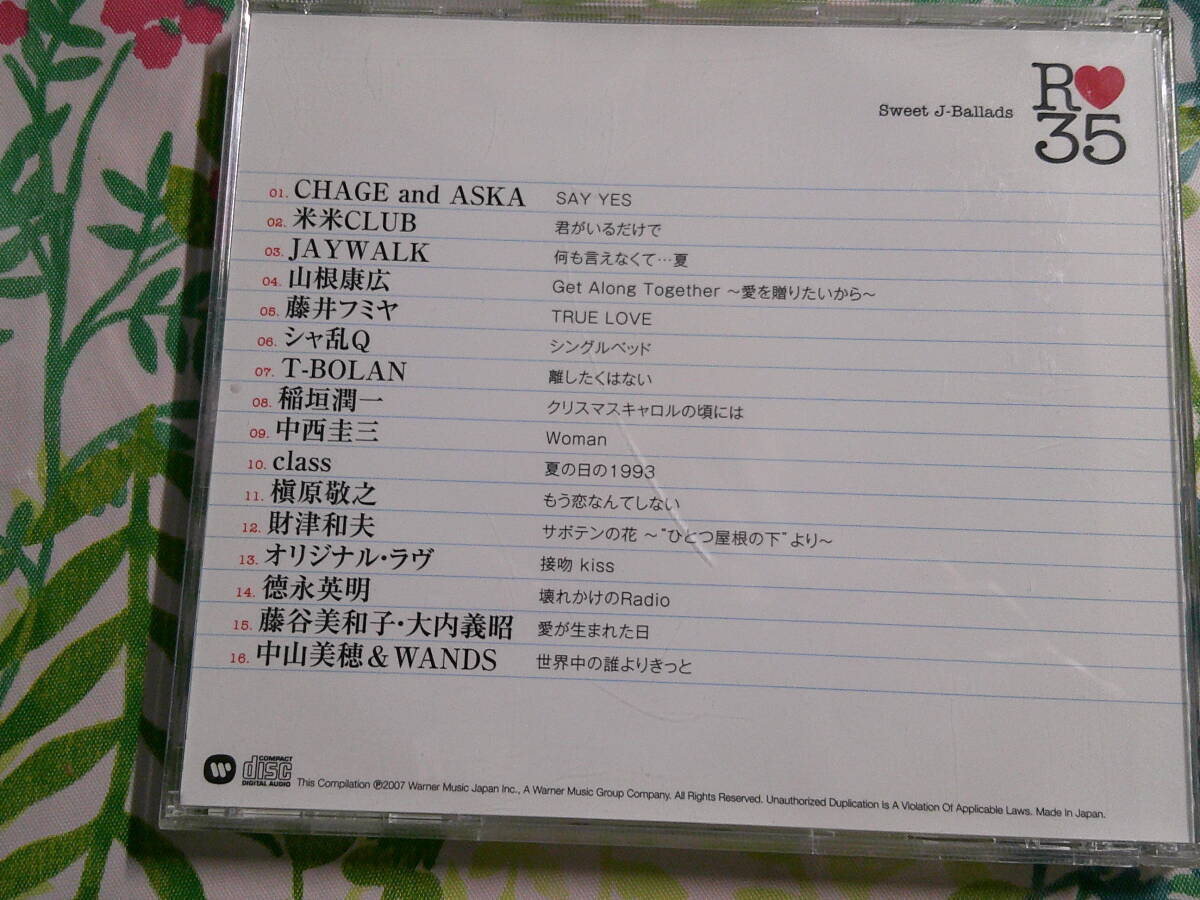 Sweet J-Ballads
R♥
35
01. CHAGE and ASKA SAY YES
02. 米米CLUB 君がいるだけで
03. JAYWALK 何も言えなくて…夏
04. 山根康広 Get Along Together ～愛を贈りたいから～
05. 藤井フミヤ TRUE LOVE
06. シャ乱Q シングルベッド
07. T-BOLAN 離したくはない
08. 稲垣潤一 クリスマスキャロルの頃には
09. 中西圭三 Woman
10. class 夏の日の1993
11. 槇原敬之 もう恋なんてしない
12. 財津和夫 サボテンの花 ～“ひとつ屋根の下”より～
13. オリジナル・ラヴ 接吻 kiss
14. 德永英明 壊れかけのRadio
15. 藤谷美和子・大内義昭 愛が生まれた日
16. 中山美穂＆WANDS 世界中の誰よりきっと
COMPACT
disc
DIGITAL AUDIO
This Compilation ℗2007 Warner Music Japan Inc., A Warner Music Group Company. All Rights Reserved. Unauthorized Duplication Is A Violation Of Applicable Laws. Made In Japan.